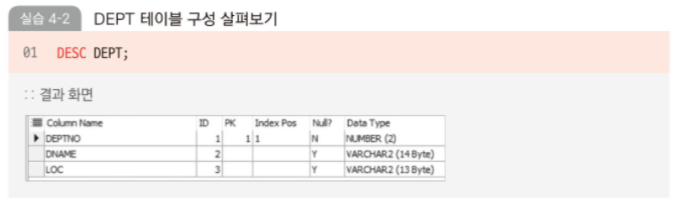 실습 4-2 DEPT 테이블 구성 살펴보기
01 DESC DEPT;
:: 결과 화면
Column Name ID PK Index Pos Null? Data Type
DEPTNO 1 1 1 N NUMBER (2)
DNAME 2 Y VARCHAR2 (14 Byte)
LOC 3 Y VARCHAR2 (13 Byte)